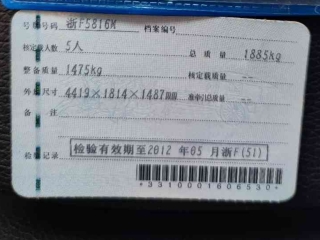 号牌号码 浙F5816M 档案编号
核定载人数 5人 总质量 1885kg
整备质量 1475kg 核定载质量 --
外廓尺寸 4419×1814×1487mm 准牵引总质量 --
备注
检验记录 检验有效期至2012年05月浙F(51)
*3310001606530*